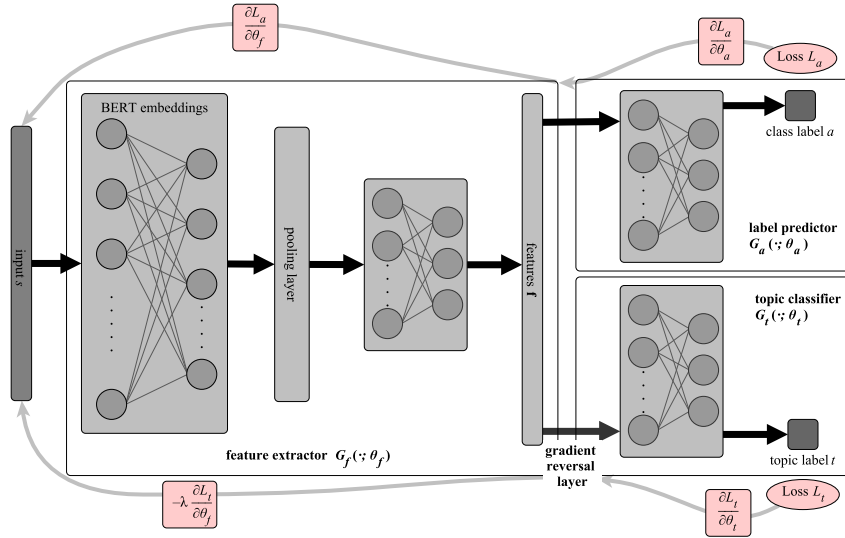 ∂L_a
∂θ_f
∂L_a
∂θ_a
Loss L_a
BERT embeddings
class label a
input s
pooling layer
features f
label predictor
G_a(·; θ_a)
topic classifier
G_t(·; θ_t)
feature extractor G_f(·; θ_f)
gradient
reversal
layer
topic label t
−λ ∂L_t
∂θ_f
∂L_t
∂θ_t
Loss L_t